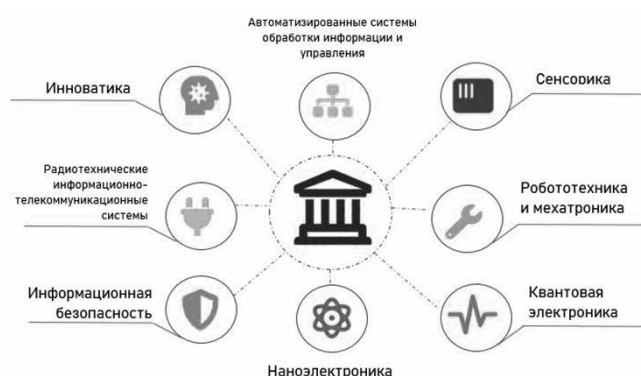 Автоматизированные системы
обработки информации и
управления
Инноватика
Сенсорика
Радиотехнические
информационно-
телекоммуникационные
системы
Робототехника
и мехатроника
Информационная
безопасность
Квантовая
электроника
Наноэлектроника